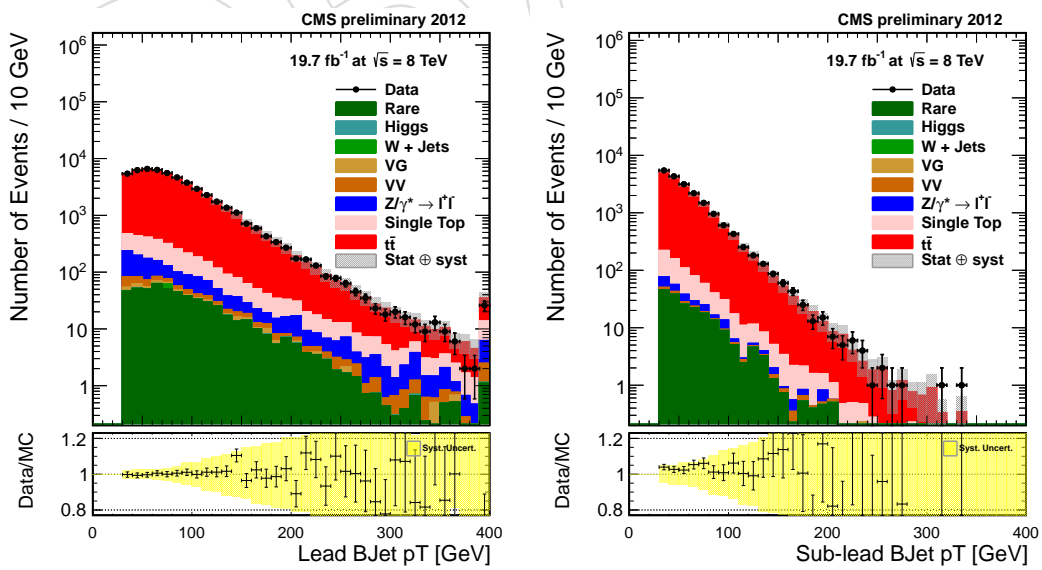 CMS preliminary 2012
19.7 fb⁻¹ at √s = 8 TeV
Number of Events / 10 GeV
10⁶
10⁵
10⁴
10³
10²
10
1
Data
Rare
Higgs
W + Jets
VG
VV
Z/γ* → l⁺l⁻
Single Top
tt̄
Stat ⊕ syst
Data/MC
1.2
1
0.8
Syst. Uncert.
0 100 200 300 400
Lead BJet pT [GeV]
CMS preliminary 2012
19.7 fb⁻¹ at √s = 8 TeV
Number of Events / 10 GeV
10⁶
10⁵
10⁴
10³
10²
10
1
Data
Rare
Higgs
W + Jets
VG
VV
Z/γ* → l⁺l⁻
Single Top
tt̄
Stat ⊕ syst
Data/MC
1.2
1
0.8
Syst. Uncert.
0 100 200 300 400
Sub-lead BJet pT [GeV]